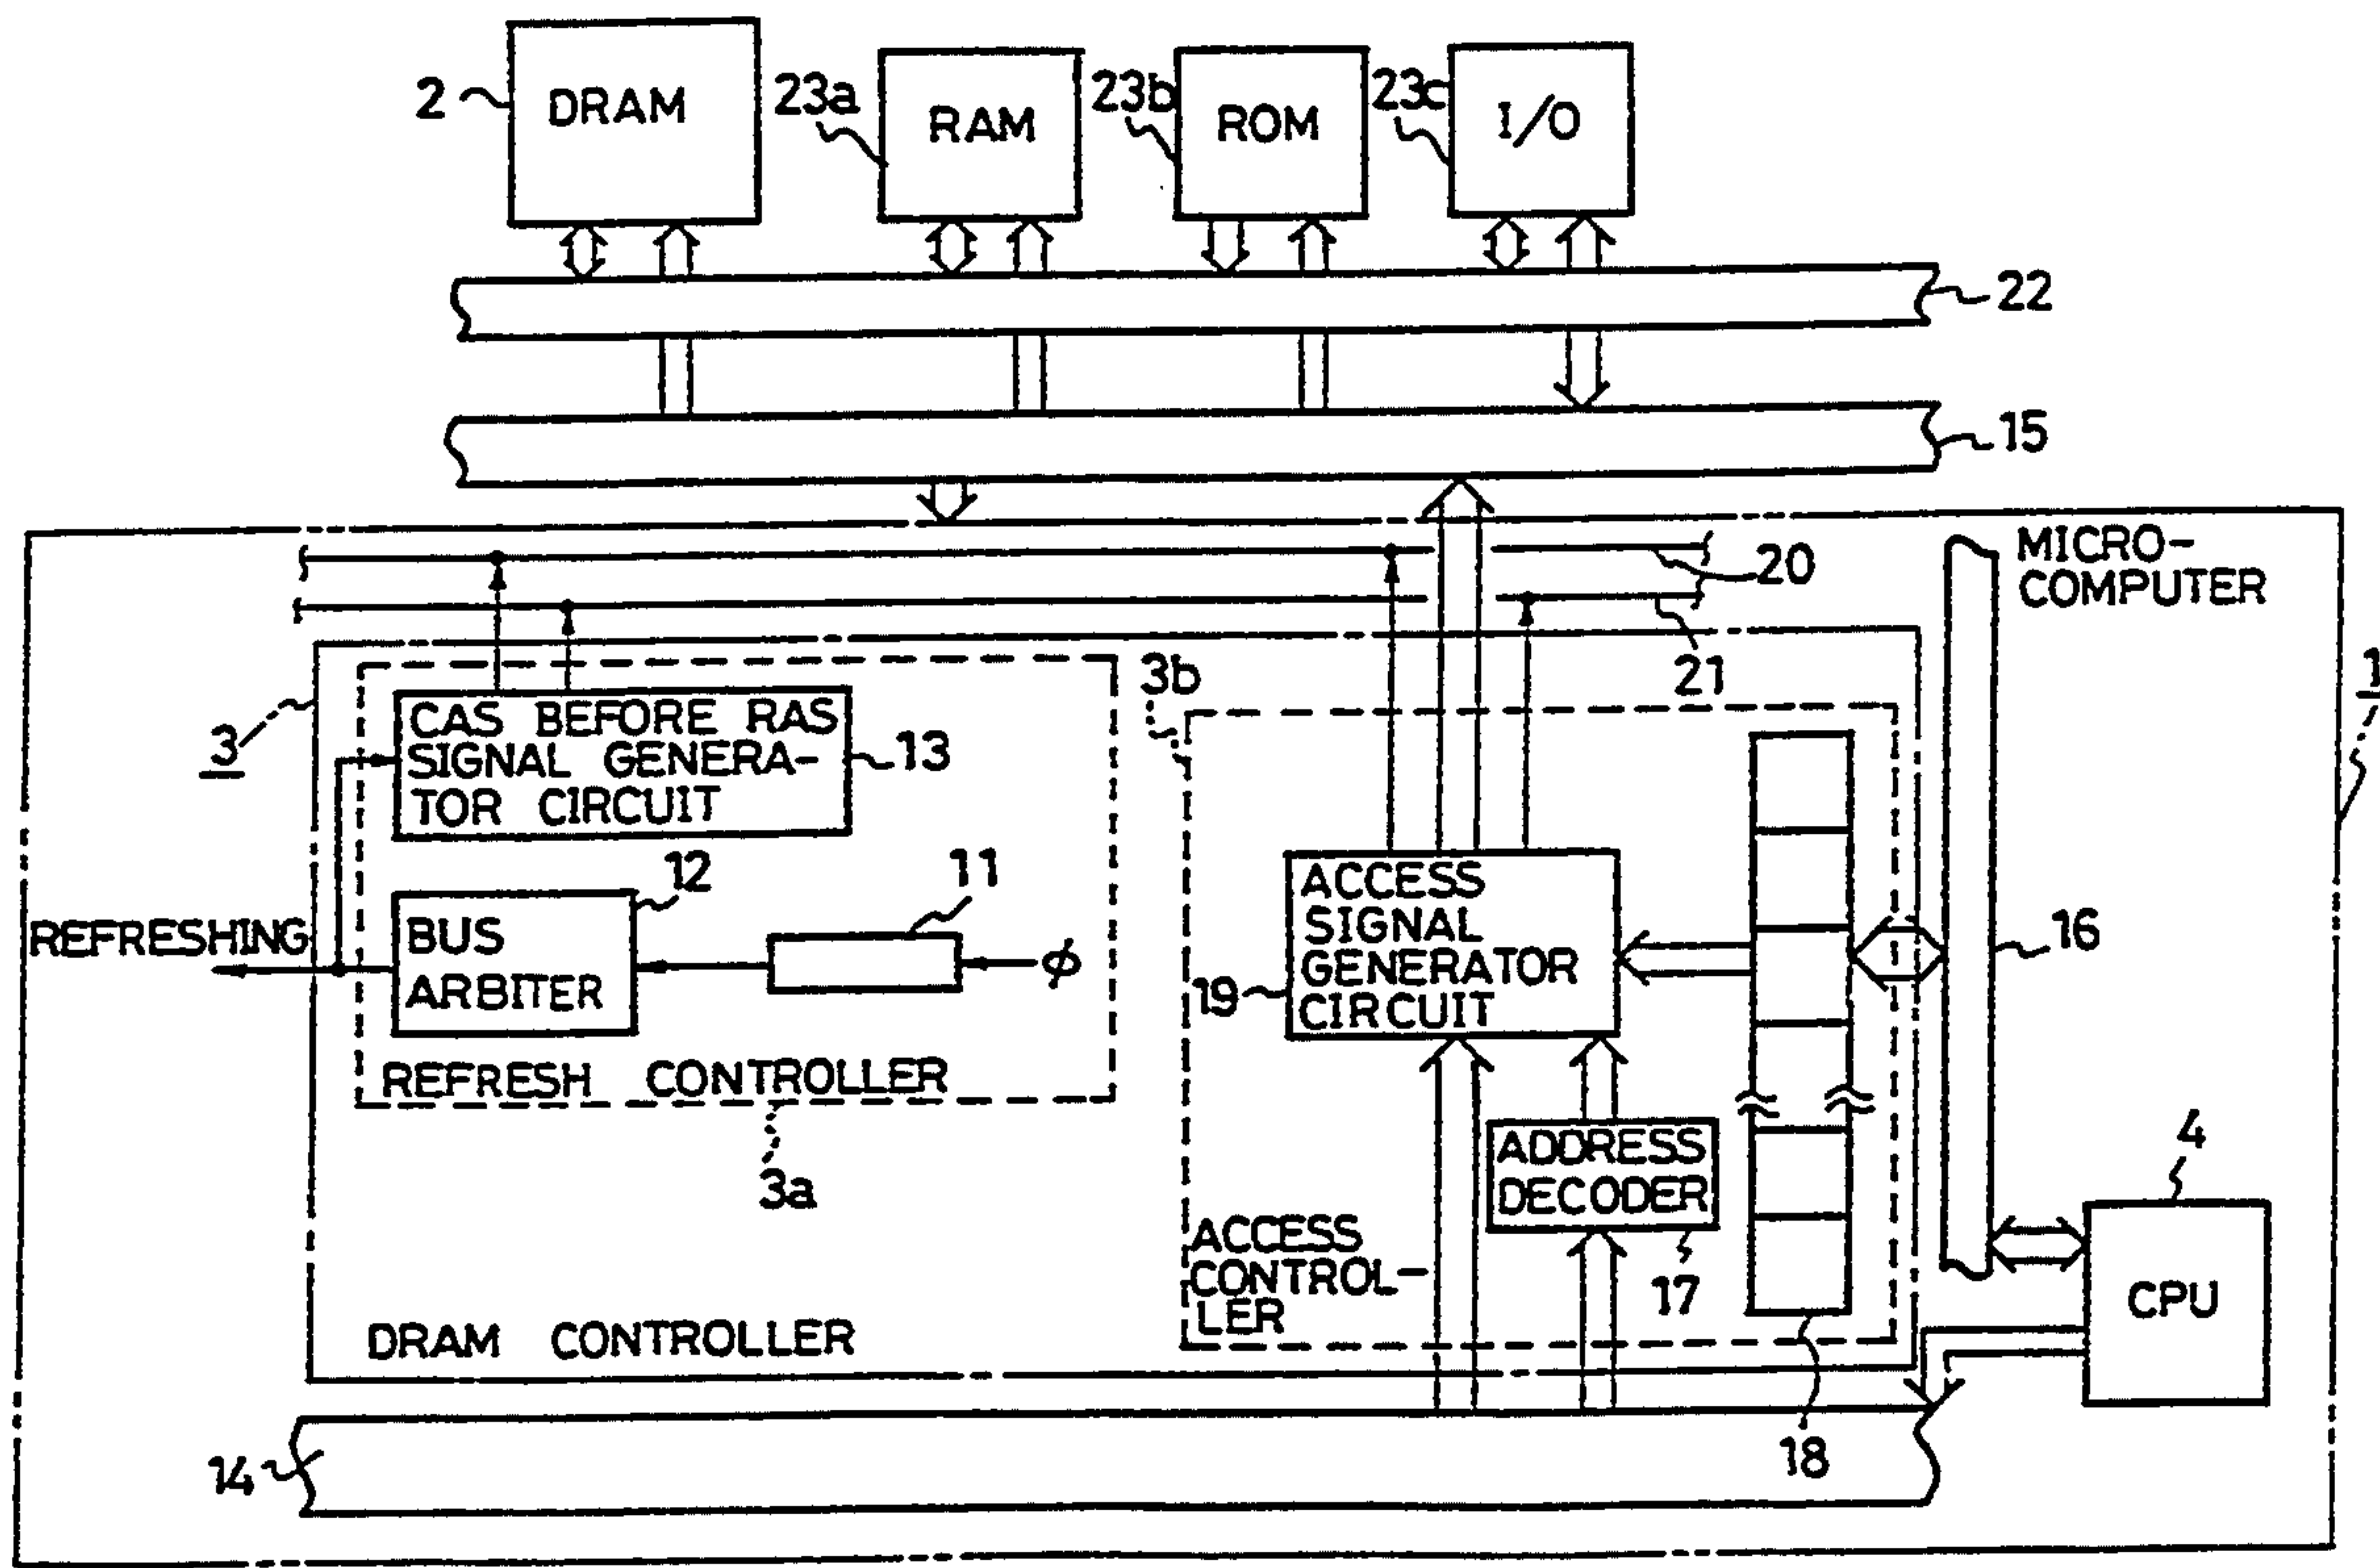 2
DRAM
23a
RAM
23b
ROM
23c
I/O
22
15
MICRO-
COMPUTER
20
21
1
3
CAS BEFORE RAS
SIGNAL GENERA-
TOR CIRCUIT
13
3b
REFRESHING
BUS
ARBITER
12
11
ϕ
REFRESH CONTROLLER
3a
ACCESS
SIGNAL
GENERATOR
CIRCUIT
19
16
ADDRESS
DECODER
17
ACCESS
CONTROL-
LER
18
4
CPU
DRAM CONTROLLER
14